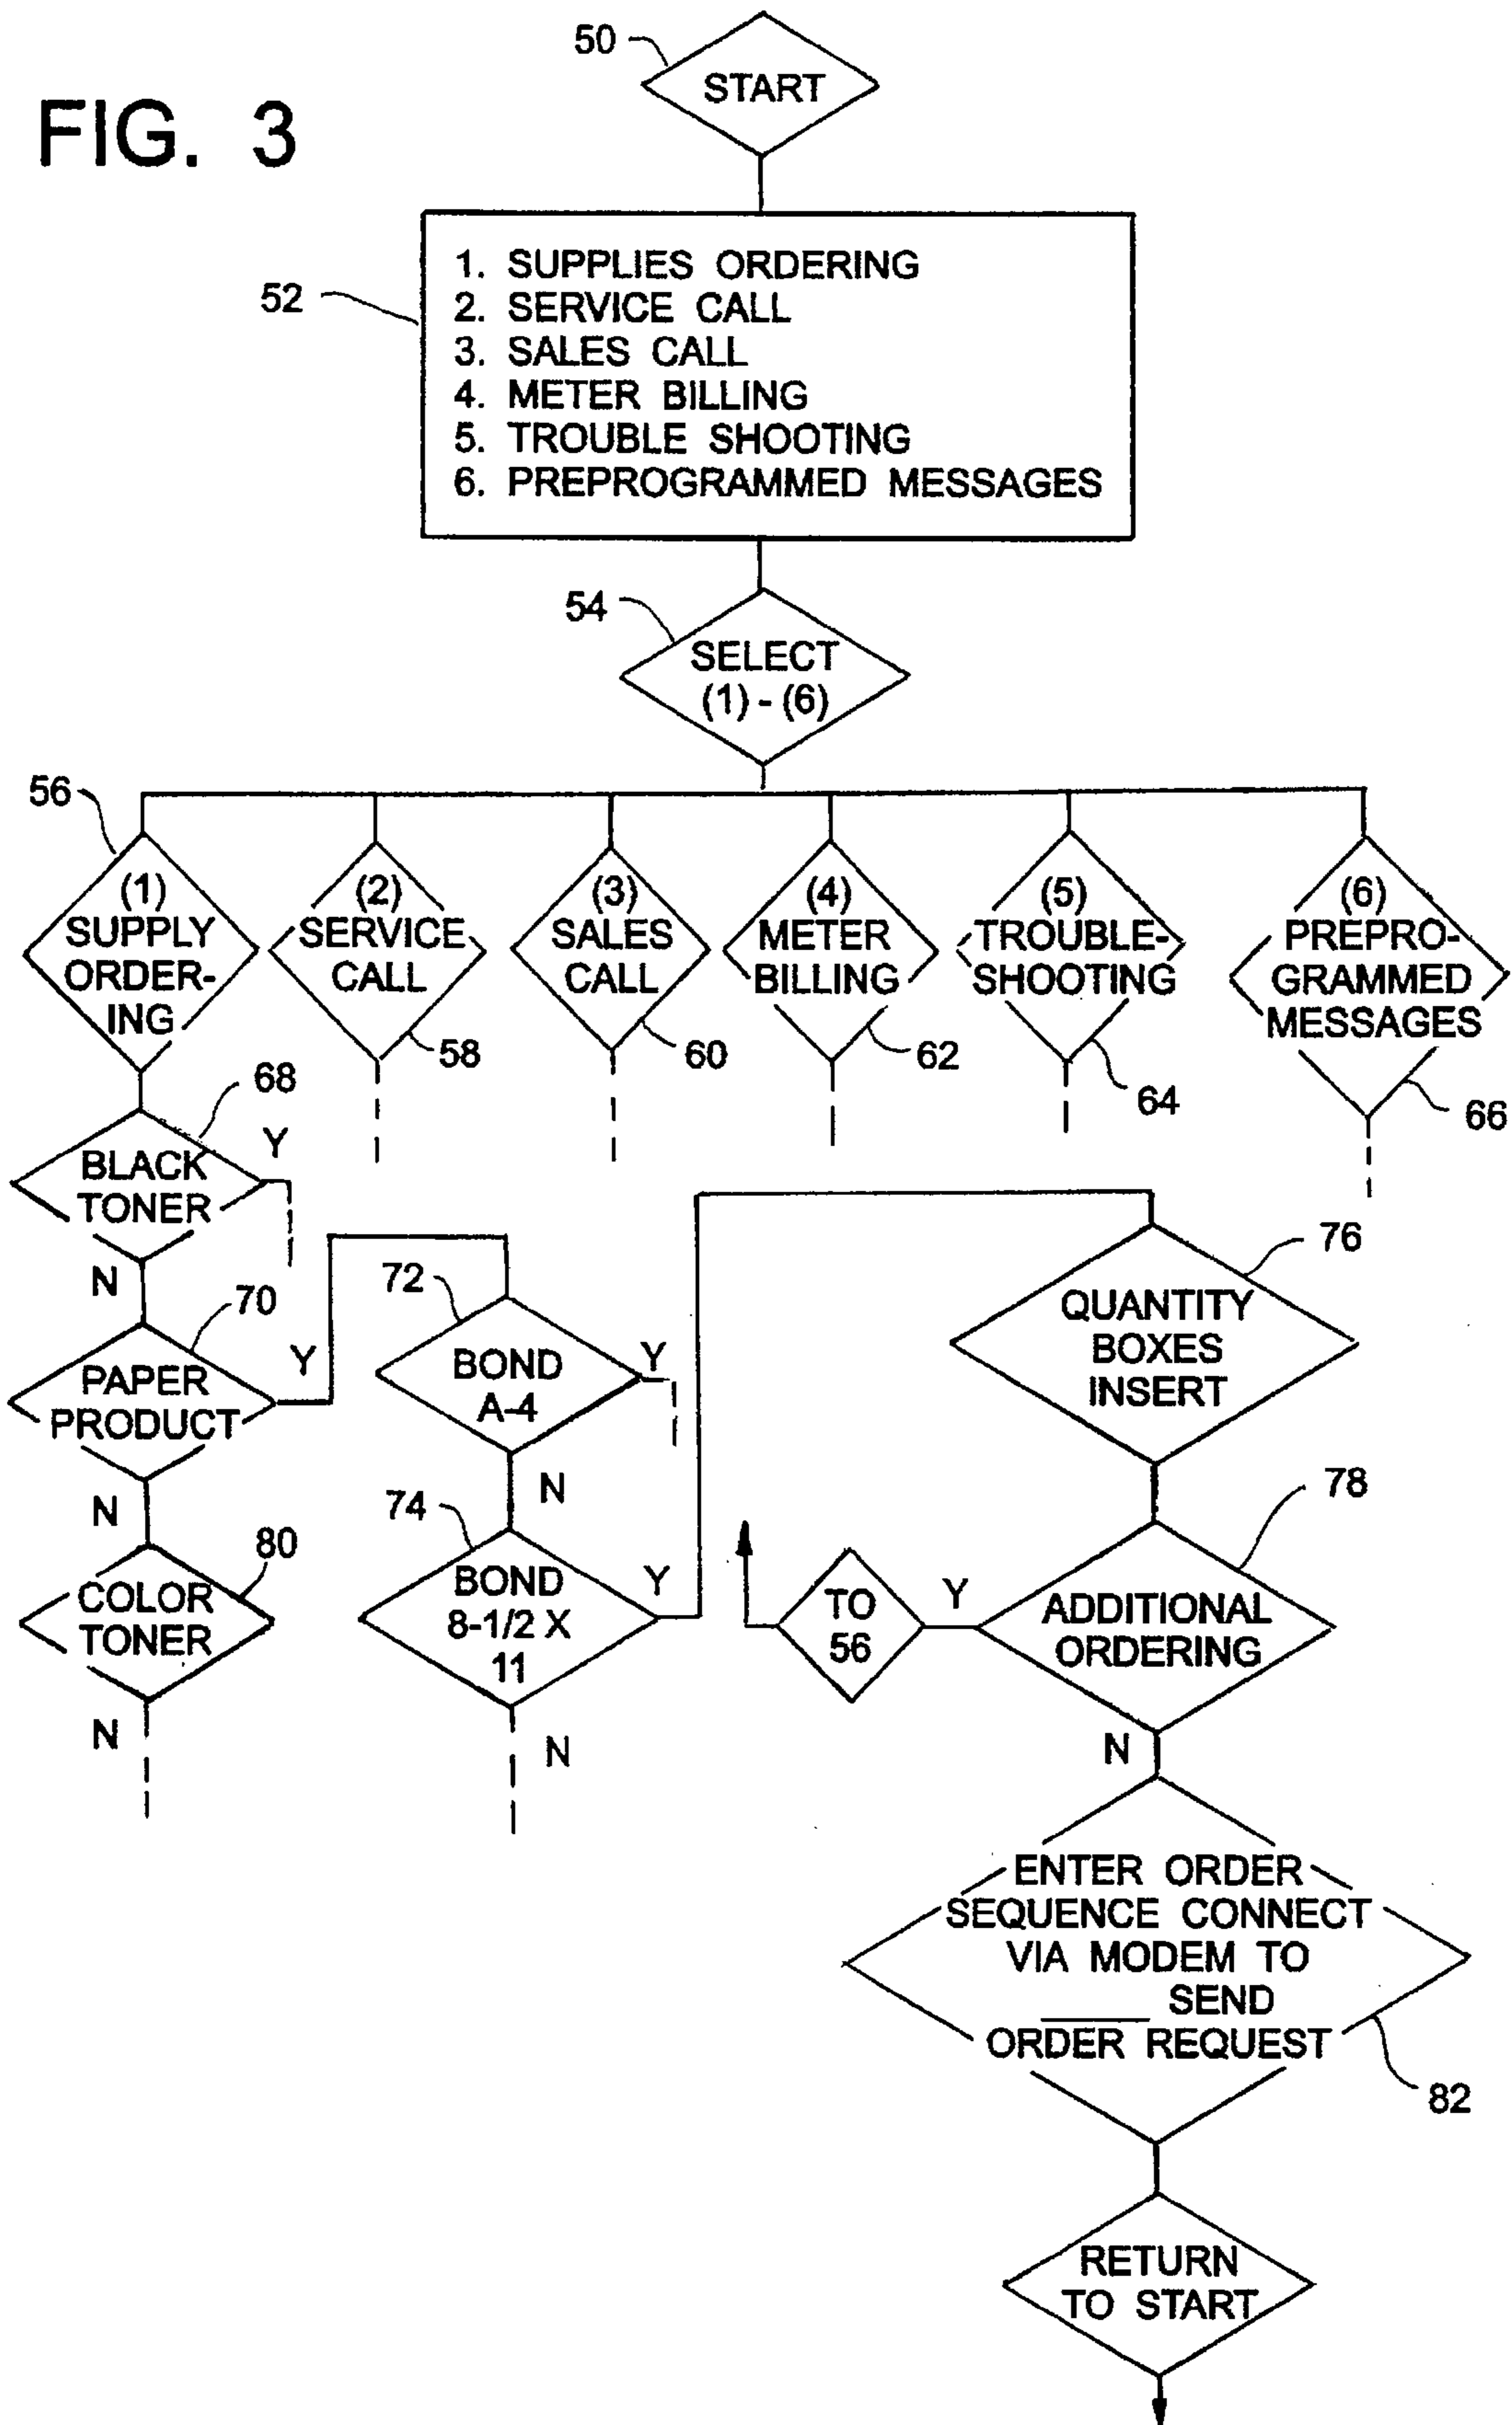 FIG. 3
50
START
52
1. SUPPLIES ORDERING
2. SERVICE CALL
3. SALES CALL
4. METER BILLING
5. TROUBLE SHOOTING
6. PREPROGRAMMED MESSAGES
54
SELECT
(1) - (6)
56
(1)
SUPPLY
ORDER-
ING
(2)
SERVICE
CALL
58
(3)
SALES
CALL
60
(4)
METER
BILLING
62
(5)
TROUBLE-
SHOOTING
64
(6)
PREPRO-
GRAMMED
MESSAGES
66
68
BLACK
TONER
Y
N
70
PAPER
PRODUCT
Y
N
80
COLOR
TONER
N
72
BOND
A-4
Y
N
74
BOND
8-1/2 X
11
Y
N
76
QUANTITY
BOXES
INSERT
78
ADDITIONAL
ORDERING
Y
TO
56
N
ENTER ORDER
SEQUENCE CONNECT
VIA MODEM TO
SEND
ORDER REQUEST
82
RETURN
TO START